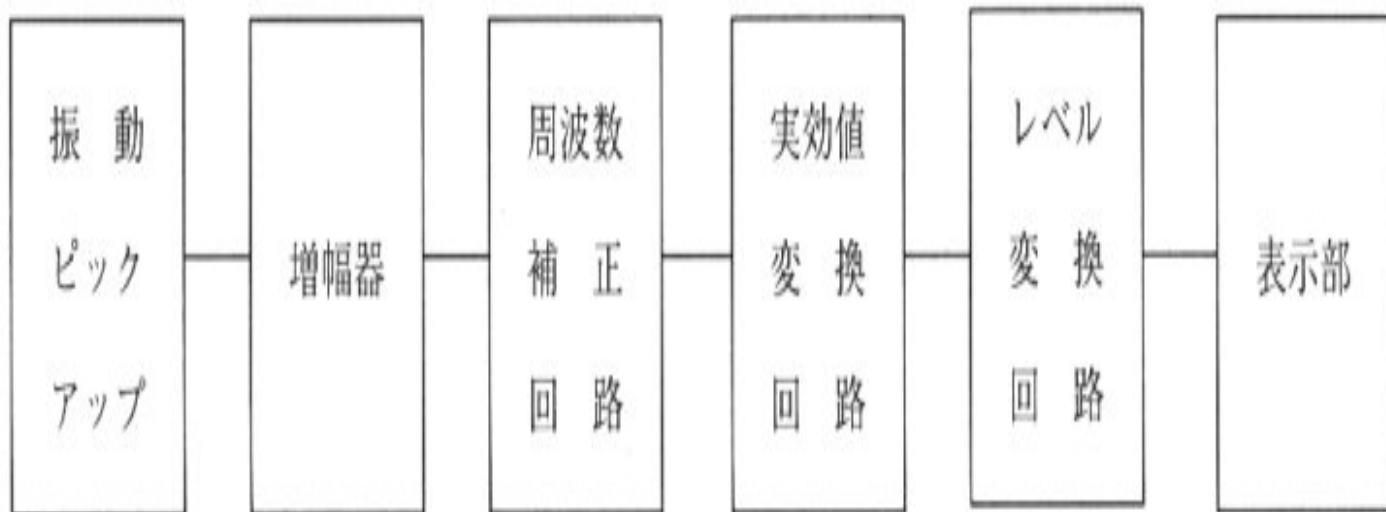 振動
ピック
アップ
増幅器
周波数
補正
回路
実効値
変換
回路
レベル
変換
回路
表示部